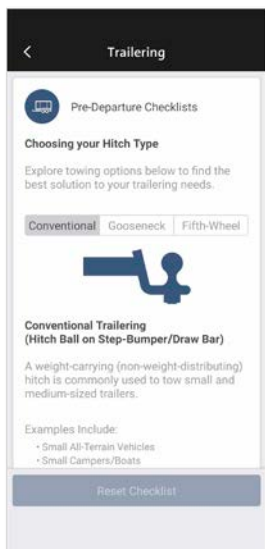 Trailering
Pre-Departure Checklists
Choosing your Hitch Type
Explore towing options below to find the
best solution to your trailering needs.
Conventional Gooseneck Fifth-Wheel
Conventional Trailering
(Hitch Ball on Step-Bumper/Draw Bar)
A weight-carrying (non-weight-distributing)
hitch is commonly used to tow small and
medium-sized trailers.
Examples Include:
• Small All-Terrain Vehicles
• Small Campers/Boats
Reset Checklist